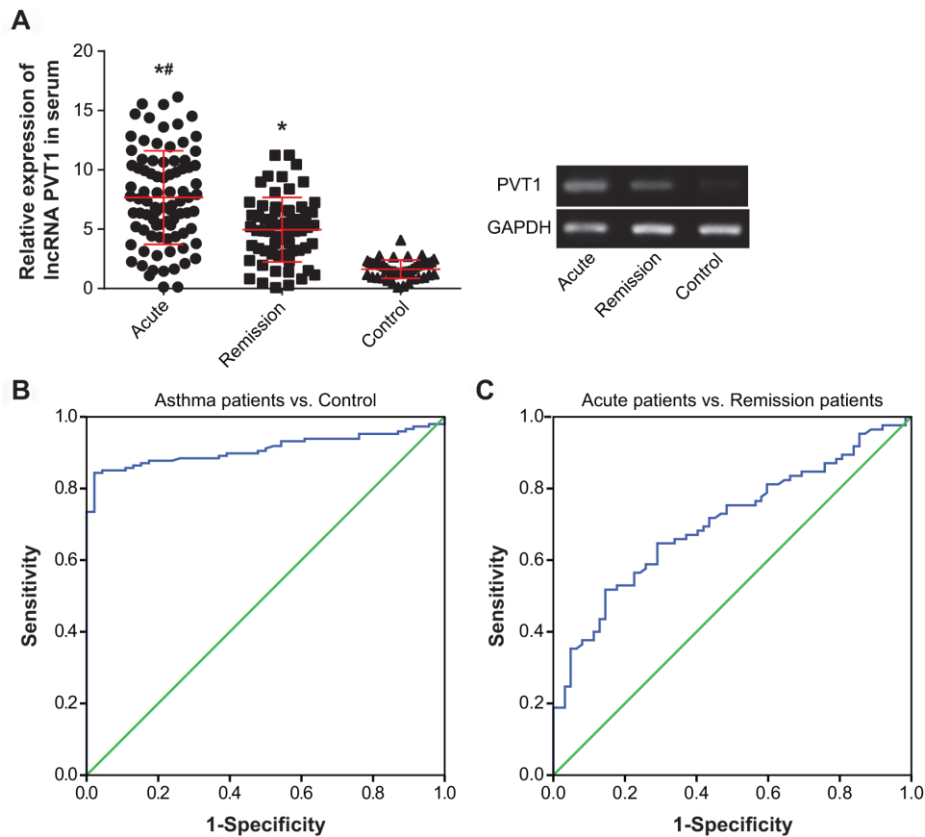 A
Relative expression of
lncRNA PVT1 in serum
20
15
10
5
0
*#
*
Acute
Remission
Control
PVT1
GAPDH
Acute
Remission
Control
B
Asthma patients vs. Control
Sensitivity
1.0
0.8
0.6
0.4
0.2
0.0
0.0 0.2 0.4 0.6 0.8 1.0
1-Specificity
C
Acute patients vs. Remission patients
Sensitivity
1.0
0.8
0.6
0.4
0.2
0.0
0.0 0.2 0.4 0.6 0.8 1.0
1-Specificity